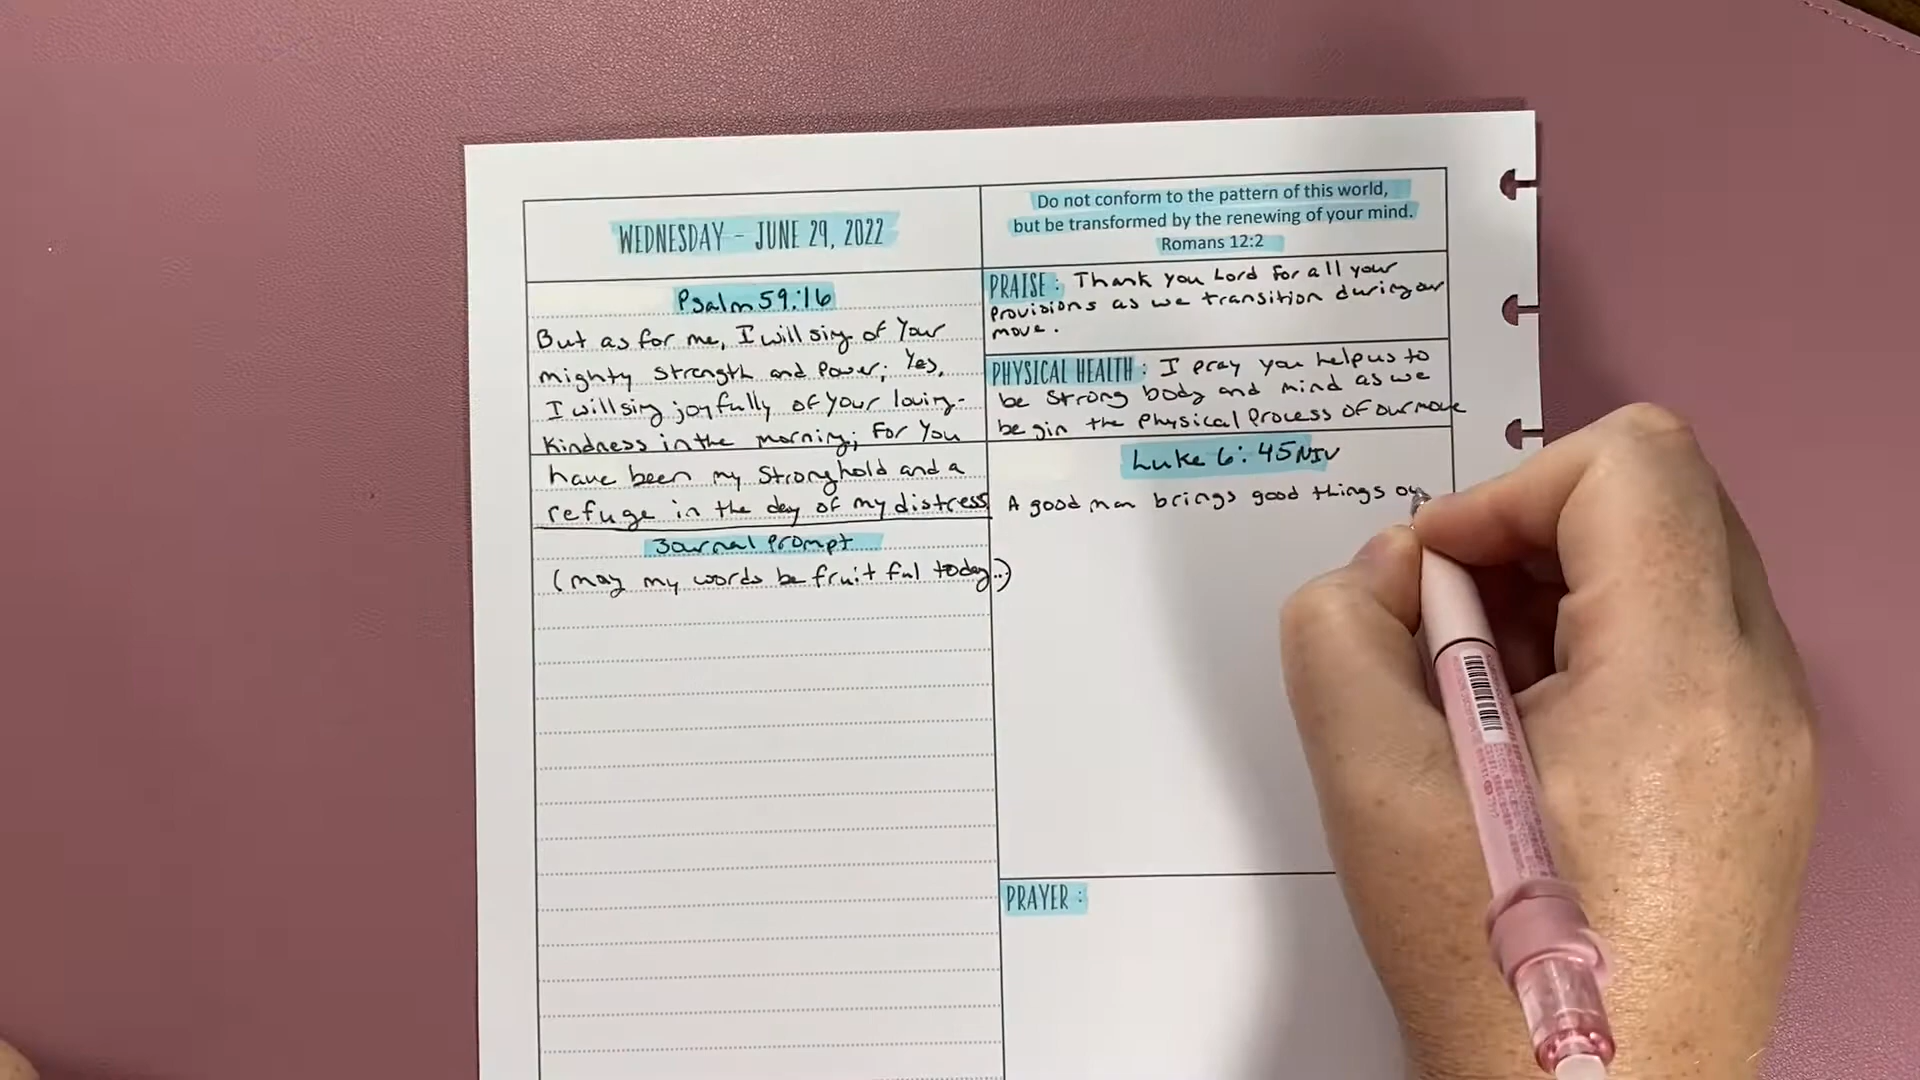 WEDNESDAY - JUNE 29, 2022
Psalm 59:16
But as for me, I will sing of Your
mighty strength and Power; Yes,
I will sing joyfully of Your loving-
Kindness in the morning; For You
have been my Stronghold and a
refuge in the day of my distress
Journal Prompt
(may my words be fruitful today..)
Do not conform to the pattern of this world,
but be transformed by the renewing of your mind.
Romans 12:2
PRAISE: Thank you Lord for all your
Provisions as we transition during our
move.
PHYSICAL HEALTH: I pray you help us to
be strong body and mind as we
begin the Physical Process of our move
Luke 6:45 NIV
A good man brings good things
PRAYER: